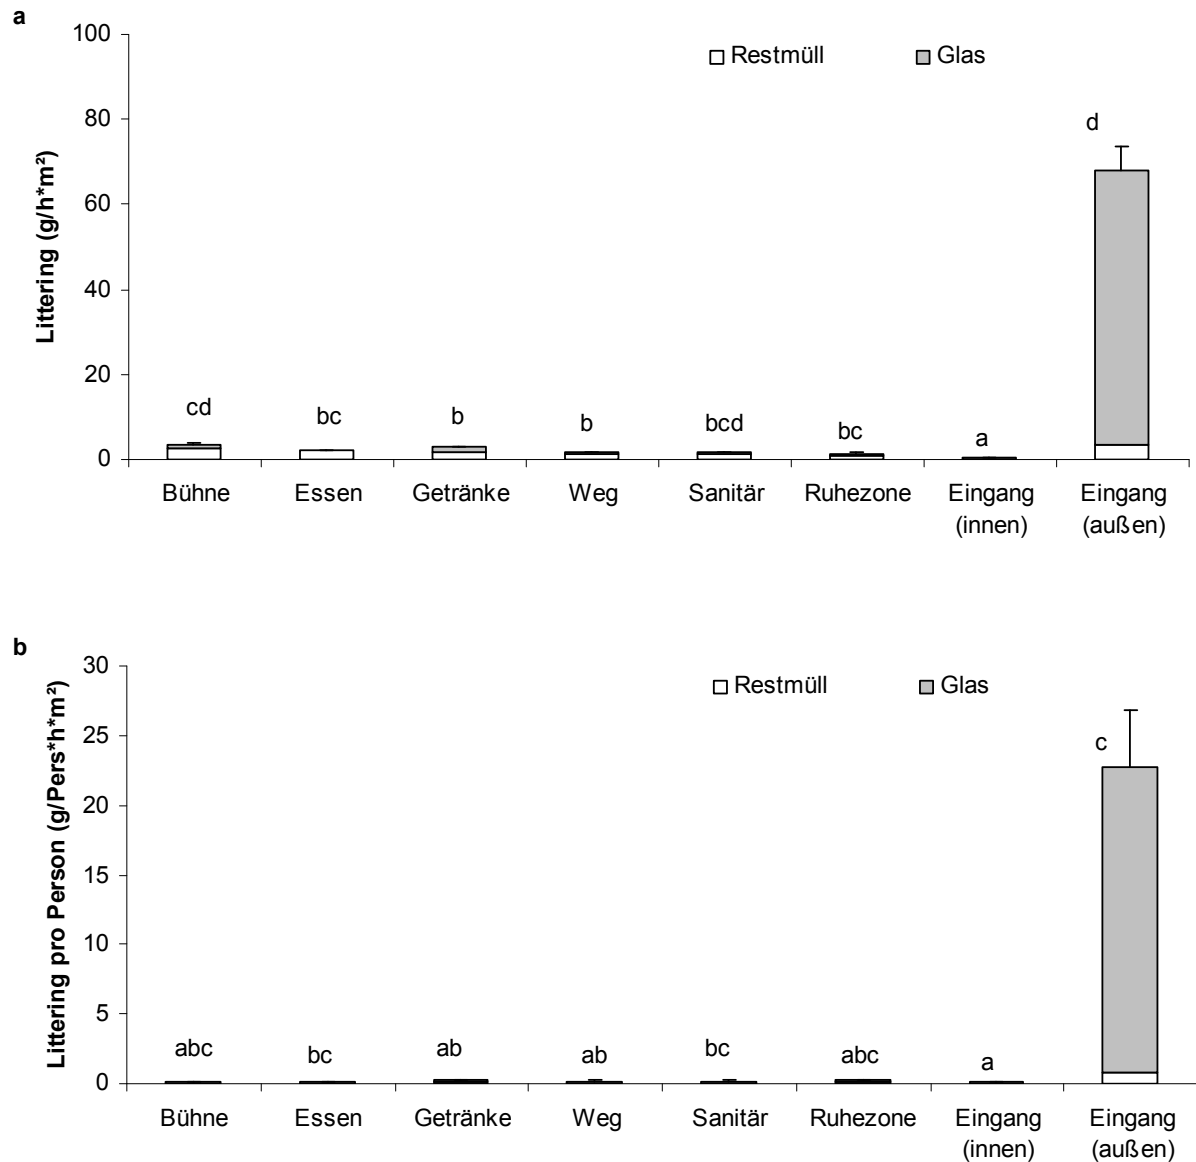 a
100
80
60
40
20
0
Littering (g/h*m²)
Restmüll Glas
cd bc b b bcd bc a d
Bühne Essen Getränke Weg Sanitär Ruhezone Eingang Eingang
(innen) (außen)
b
30
25
20
15
10
5
0
Littering pro Person (g/Pers*h*m²)
Restmüll Glas
abc bc ab ab bc abc a c
Bühne Essen Getränke Weg Sanitär Ruhezone Eingang Eingang
(innen) (außen)